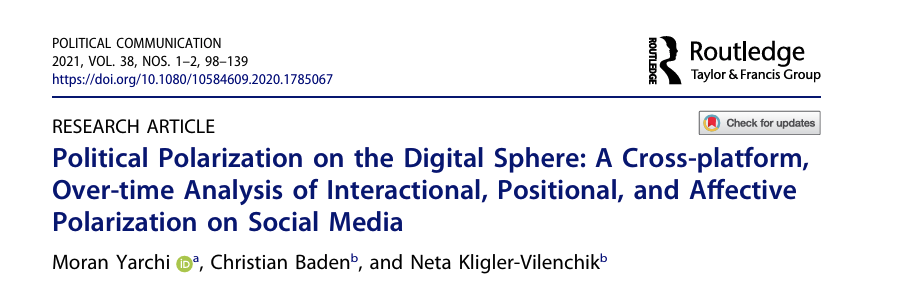 POLITICAL COMMUNICATION
2021, VOL. 38, NOS. 1–2, 98–139
https://doi.org/10.1080/10584609.2020.1785067
ROUTLEDGE
Routledge
Taylor & Francis Group
Check for updates
RESEARCH ARTICLE
Political Polarization on the Digital Sphere: A Cross-platform,
Over-time Analysis of Interactional, Positional, and Affective
Polarization on Social Media
Moran Yarchi iD a, Christian Baden b, and Neta Kligler-Vilenchik b